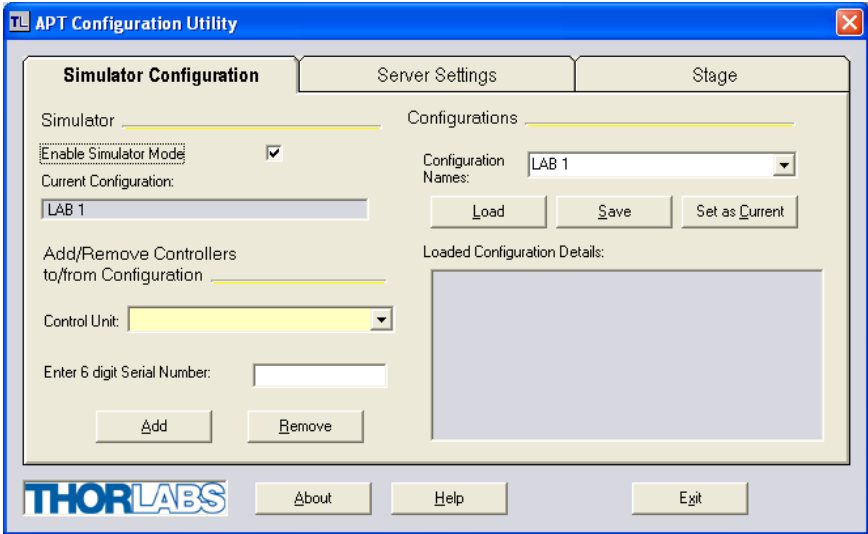 TL APT Configuration Utility
Simulator Configuration
Server Settings
Stage
Simulator
Enable Simulator Mode
Current Configuration:
LAB 1
Add/Remove Controllers
to/from Configuration
Control Unit:
Enter 6 digit Serial Number:
Add
Remove
Configurations
Configuration
Names:
LAB 1
Load
Save
Set as Current
Loaded Configuration Details:
THORLABS
About
Help
Exit